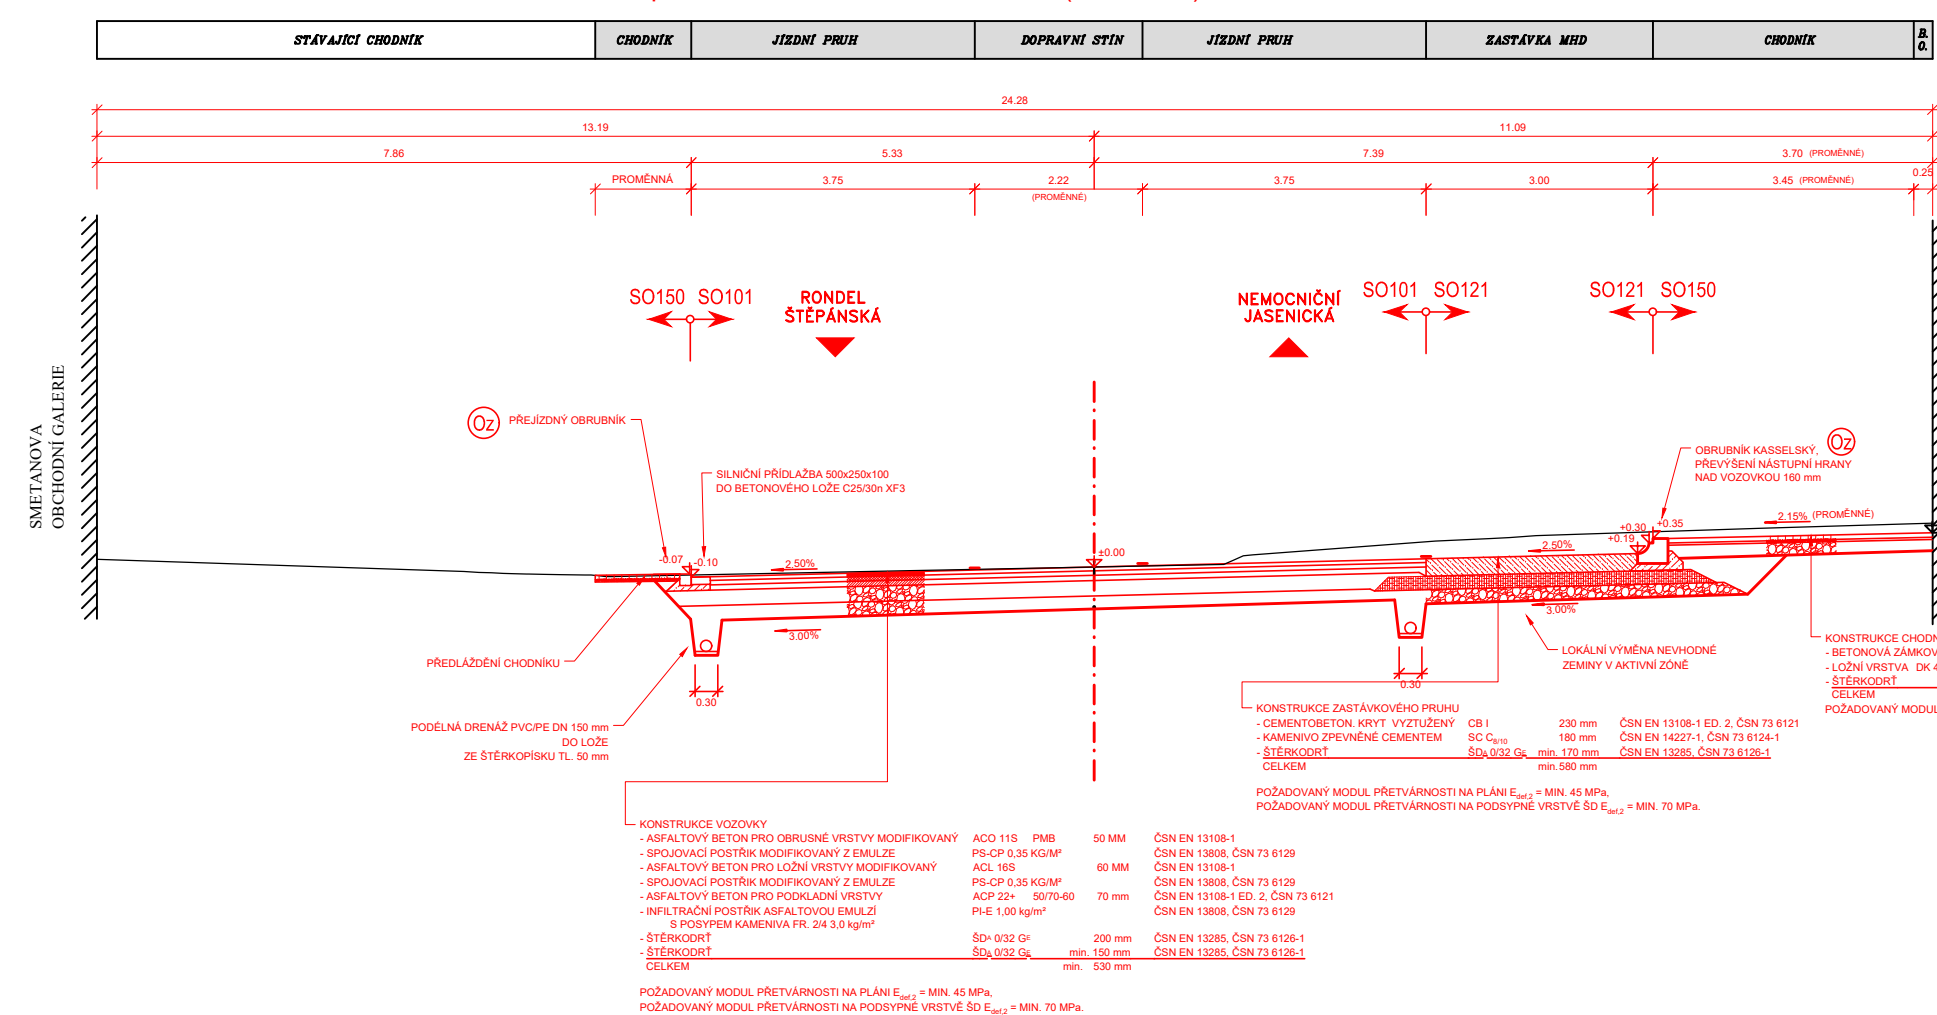 STÁVAJÍCÍ CHODNÍK CHODNÍK JÍZDNÍ PRUH DOPRAVNÍ STÍN JÍZDNÍ PRUH ZASTÁVKA MHD CHODNÍK B. O.
24.28
13.19 11.09
7.86 5.33 7.39 3.70 (PROMĚNNÉ)
PROMĚNNÁ 3.75 2.22 3.75 3.00 3.45 (PROMĚNNÉ) 0.25
(PROMĚNNÉ)
SO150 SO101
RONDEL
ŠTĚPÁNSKÁ
NEMOCNIČNÍ
JASENICKÁ
SO101 SO121
SO121 SO150
SMETANOVA
OBCHODNÍ GALERIE
Oz PŘEJÍZDNÝ OBRUBNÍK
SILNIČNÍ PŘÍDLAŽBA 500x250x100
DO BETONOVÉHO LOŽE C25/30n XF3
OBRUBNÍK KASSELSKÝ, Oz
PŘEVÝŠENÍ NÁSTUPNÍ HRANY
NAD VOZOVKOU 160 mm
-0.07 -0.10 2.50% ±0.00 2.50% +0.19 +0.30 +0.35 2.15% (PROMĚNNÉ)
3.00% 3.00%
0.30 0.30
PŘEDLÁŽDĚNÍ CHODNÍKU
LOKÁLNÍ VÝMĚNA NEVHODNÉ
ZEMINY V AKTIVNÍ ZÓNĚ
PODÉLNÁ DRENÁŽ PVC/PE DN 150 mm
DO LOŽE
ZE ŠTĚRKOPÍSKU TL. 50 mm
KONSTRUKCE CHODN
- BETONOVÁ ZÁMKOV
- LOŽNÍ VRSTVA DK 4
- ŠTĚRKODRŤ
CELKEM
POŽADOVANÝ MODUL
KONSTRUKCE ZASTÁVKOVÉHO PRUHU
- CEMENTOBETON. KRYT VYZTUŽENÝ CB I 230 mm ČSN EN 13108-1 ED. 2, ČSN 73 6121
- KAMENIVO ZPEVNĚNÉ CEMENTEM SC C8/10 180 mm ČSN EN 14227-1, ČSN 73 6124-1
- ŠTĚRKODRŤ ŠDA 0/32 GE min. 170 mm ČSN EN 13285, ČSN 73 6126-1
CELKEM min. 580 mm
POŽADOVANÝ MODUL PŘETVÁRNOSTI NA PLÁNI Edef,2 = MIN. 45 MPa,
POŽADOVANÝ MODUL PŘETVÁRNOSTI NA PODSYPNÉ VRSTVĚ ŠD Edef,2 = MIN. 70 MPa.
KONSTRUKCE VOZOVKY
- ASFALTOVÝ BETON PRO OBRUSNÉ VRSTVY MODIFIKOVANÝ ACO 11S PMB 50 MM ČSN EN 13108-1
- SPOJOVACÍ POSTŘIK MODIFIKOVANÝ Z EMULZE PS-CP 0,35 KG/M² ČSN EN 13808, ČSN 73 6129
- ASFALTOVÝ BETON PRO LOŽNÍ VRSTVY MODIFIKOVANÝ ACL 16S 60 MM ČSN EN 13108-1
- SPOJOVACÍ POSTŘIK MODIFIKOVANÝ Z EMULZE PS-CP 0,35 KG/M² ČSN EN 13808, ČSN 73 6129
- ASFALTOVÝ BETON PRO PODKLADNÍ VRSTVY ACP 22+ 50/70-60 70 mm ČSN EN 13108-1 ED. 2, ČSN 73 6121
- INFILTRAČNÍ POSTŘIK ASFALTOVOU EMULZÍ PI-E 1,00 kg/m² ČSN EN 13808, ČSN 73 6129
S POSYPEM KAMENIVA FR. 2/4 3,0 kg/m²
- ŠTĚRKODRŤ ŠDA 0/32 GE 200 mm ČSN EN 13285, ČSN 73 6126-1
- ŠTĚRKODRŤ ŠDA 0/32 GE min. 150 mm ČSN EN 13285, ČSN 73 6126-1
CELKEM min. 530 mm
POŽADOVANÝ MODUL PŘETVÁRNOSTI NA PLÁNI Edef,2 = MIN. 45 MPa,
POŽADOVANÝ MODUL PŘETVÁRNOSTI NA PODSYPNÉ VRSTVĚ ŠD Edef,2 = MIN. 70 MPa.